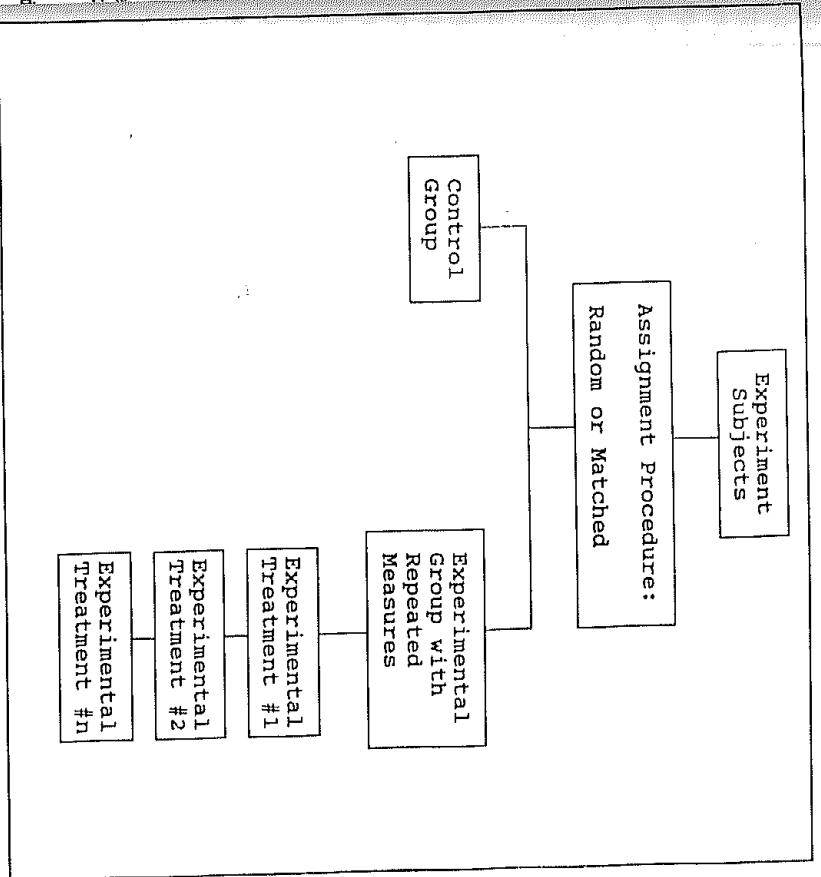 Experiment
Subjects
Assignment Procedure:
Random or Matched
Control
Group
Experimental
Group with
Repeated
Measures
Experimental
Treatment #1
Experimental
Treatment #2
Experimental
Treatment #n